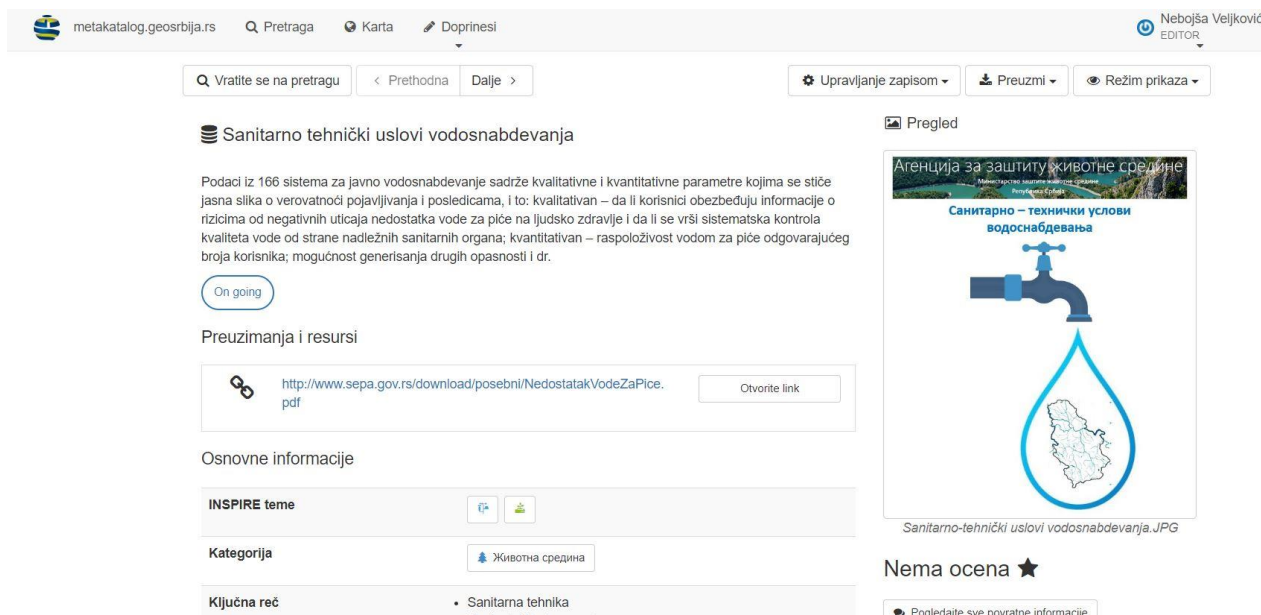 metakatalog.geosrbija.rs Pretraga Karta Doprinesi
Nebojša Veljković
EDITOR
Vratite se na pretragu < Prethodna Dalje > Upravljanje zapisom Preuzmi Režim prikaza
Sanitarno tehnički uslovi vodosnabdevanja
Podaci iz 166 sistema za javno vodosnabdevanje sadrže kvalitativne i kvantitativne parametre kojima se stiče
jasna slika o verovatnoći pojavljivanja i posledicama, i to: kvalitativan – da li korisnici obezbeđuju informacije o
rizicima od negativnih uticaja nedostatka vode za piće na ljudsko zdravlje i da li se vrši sistematska kontrola
kvaliteta vode od strane nadležnih sanitarnih organa; kvantitativan – raspoloživost vodom za piće odgovarajućeg
broja korisnika; mogućnost generisanja drugih opasnosti i dr.
On going
Preuzimanja i resursi
http://www.sepa.gov.rs/download/posebni/NedostatakVodeZaPice.
pdf
Otvorite link
Osnovne informacije
INSPIRE teme
Kategorija Животна средина
Ključna reč • Sanitarna tehnika
Pregled
Агенција за заштиту животне средине
Министарство заштите животне средине
Република Србија
Санитарно – технички услови
водоснабдевања
Sanitarno-tehnički uslovi vodosnabdevanja.JPG
Nema ocena
Pogledajte sve povratne informacije